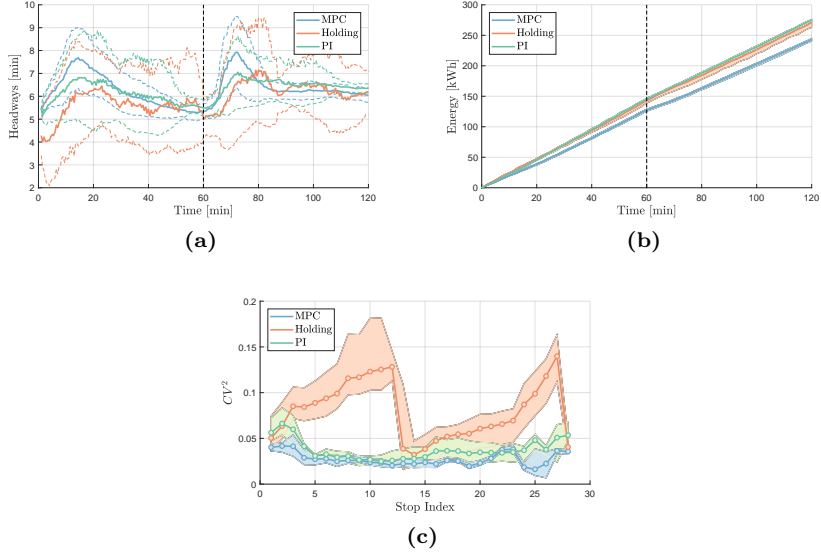 10
9
8
7
6
5
4
3
2
Headways [min]
MPC
Holding
PI
0 20 40 60 80 100 120
Time [min]
(a)
300
250
200
150
100
50
0
Energy [kWh]
MPC
Holding
PI
0 20 40 60 80 100 120
Time [min]
(b)
0.2
0.15
0.1
0.05
0
CV²
MPC
Holding
PI
0 5 10 15 20 25 30
Stop Index
(c)